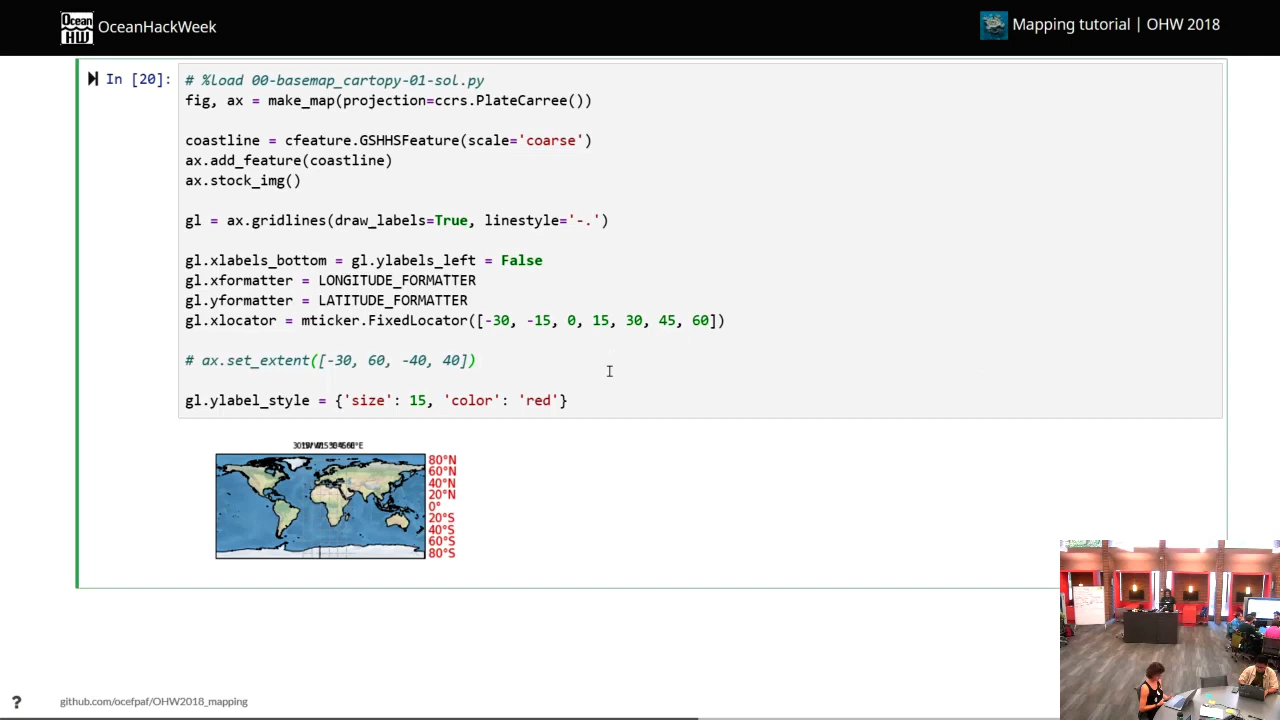 Ocean
HW
OceanHackWeek
Mapping tutorial | OHW 2018
In [20]:
# %load 00-basemap_cartopy-01-sol.py
fig, ax = make_map(projection=ccrs.PlateCarree())
coastline = cfeature.GSHHSFeature(scale='coarse')
ax.add_feature(coastline)
ax.stock_img()
gl = ax.gridlines(draw_labels=True, linestyle='-.')
gl.xlabels_bottom = gl.ylabels_left = False
gl.xformatter = LONGITUDE_FORMATTER
gl.yformatter = LATITUDE_FORMATTER
gl.xlocator = mticker.FixedLocator([-30, -15, 0, 15, 30, 45, 60])
# ax.set_extent([-30, 60, -40, 40])
gl.ylabel_style = {'size': 15, 'color': 'red'}
80°N
60°N
40°N
20°N
0°
20°S
40°S
60°S
80°S
?
github.com/ocefpaf/OHW2018_mapping